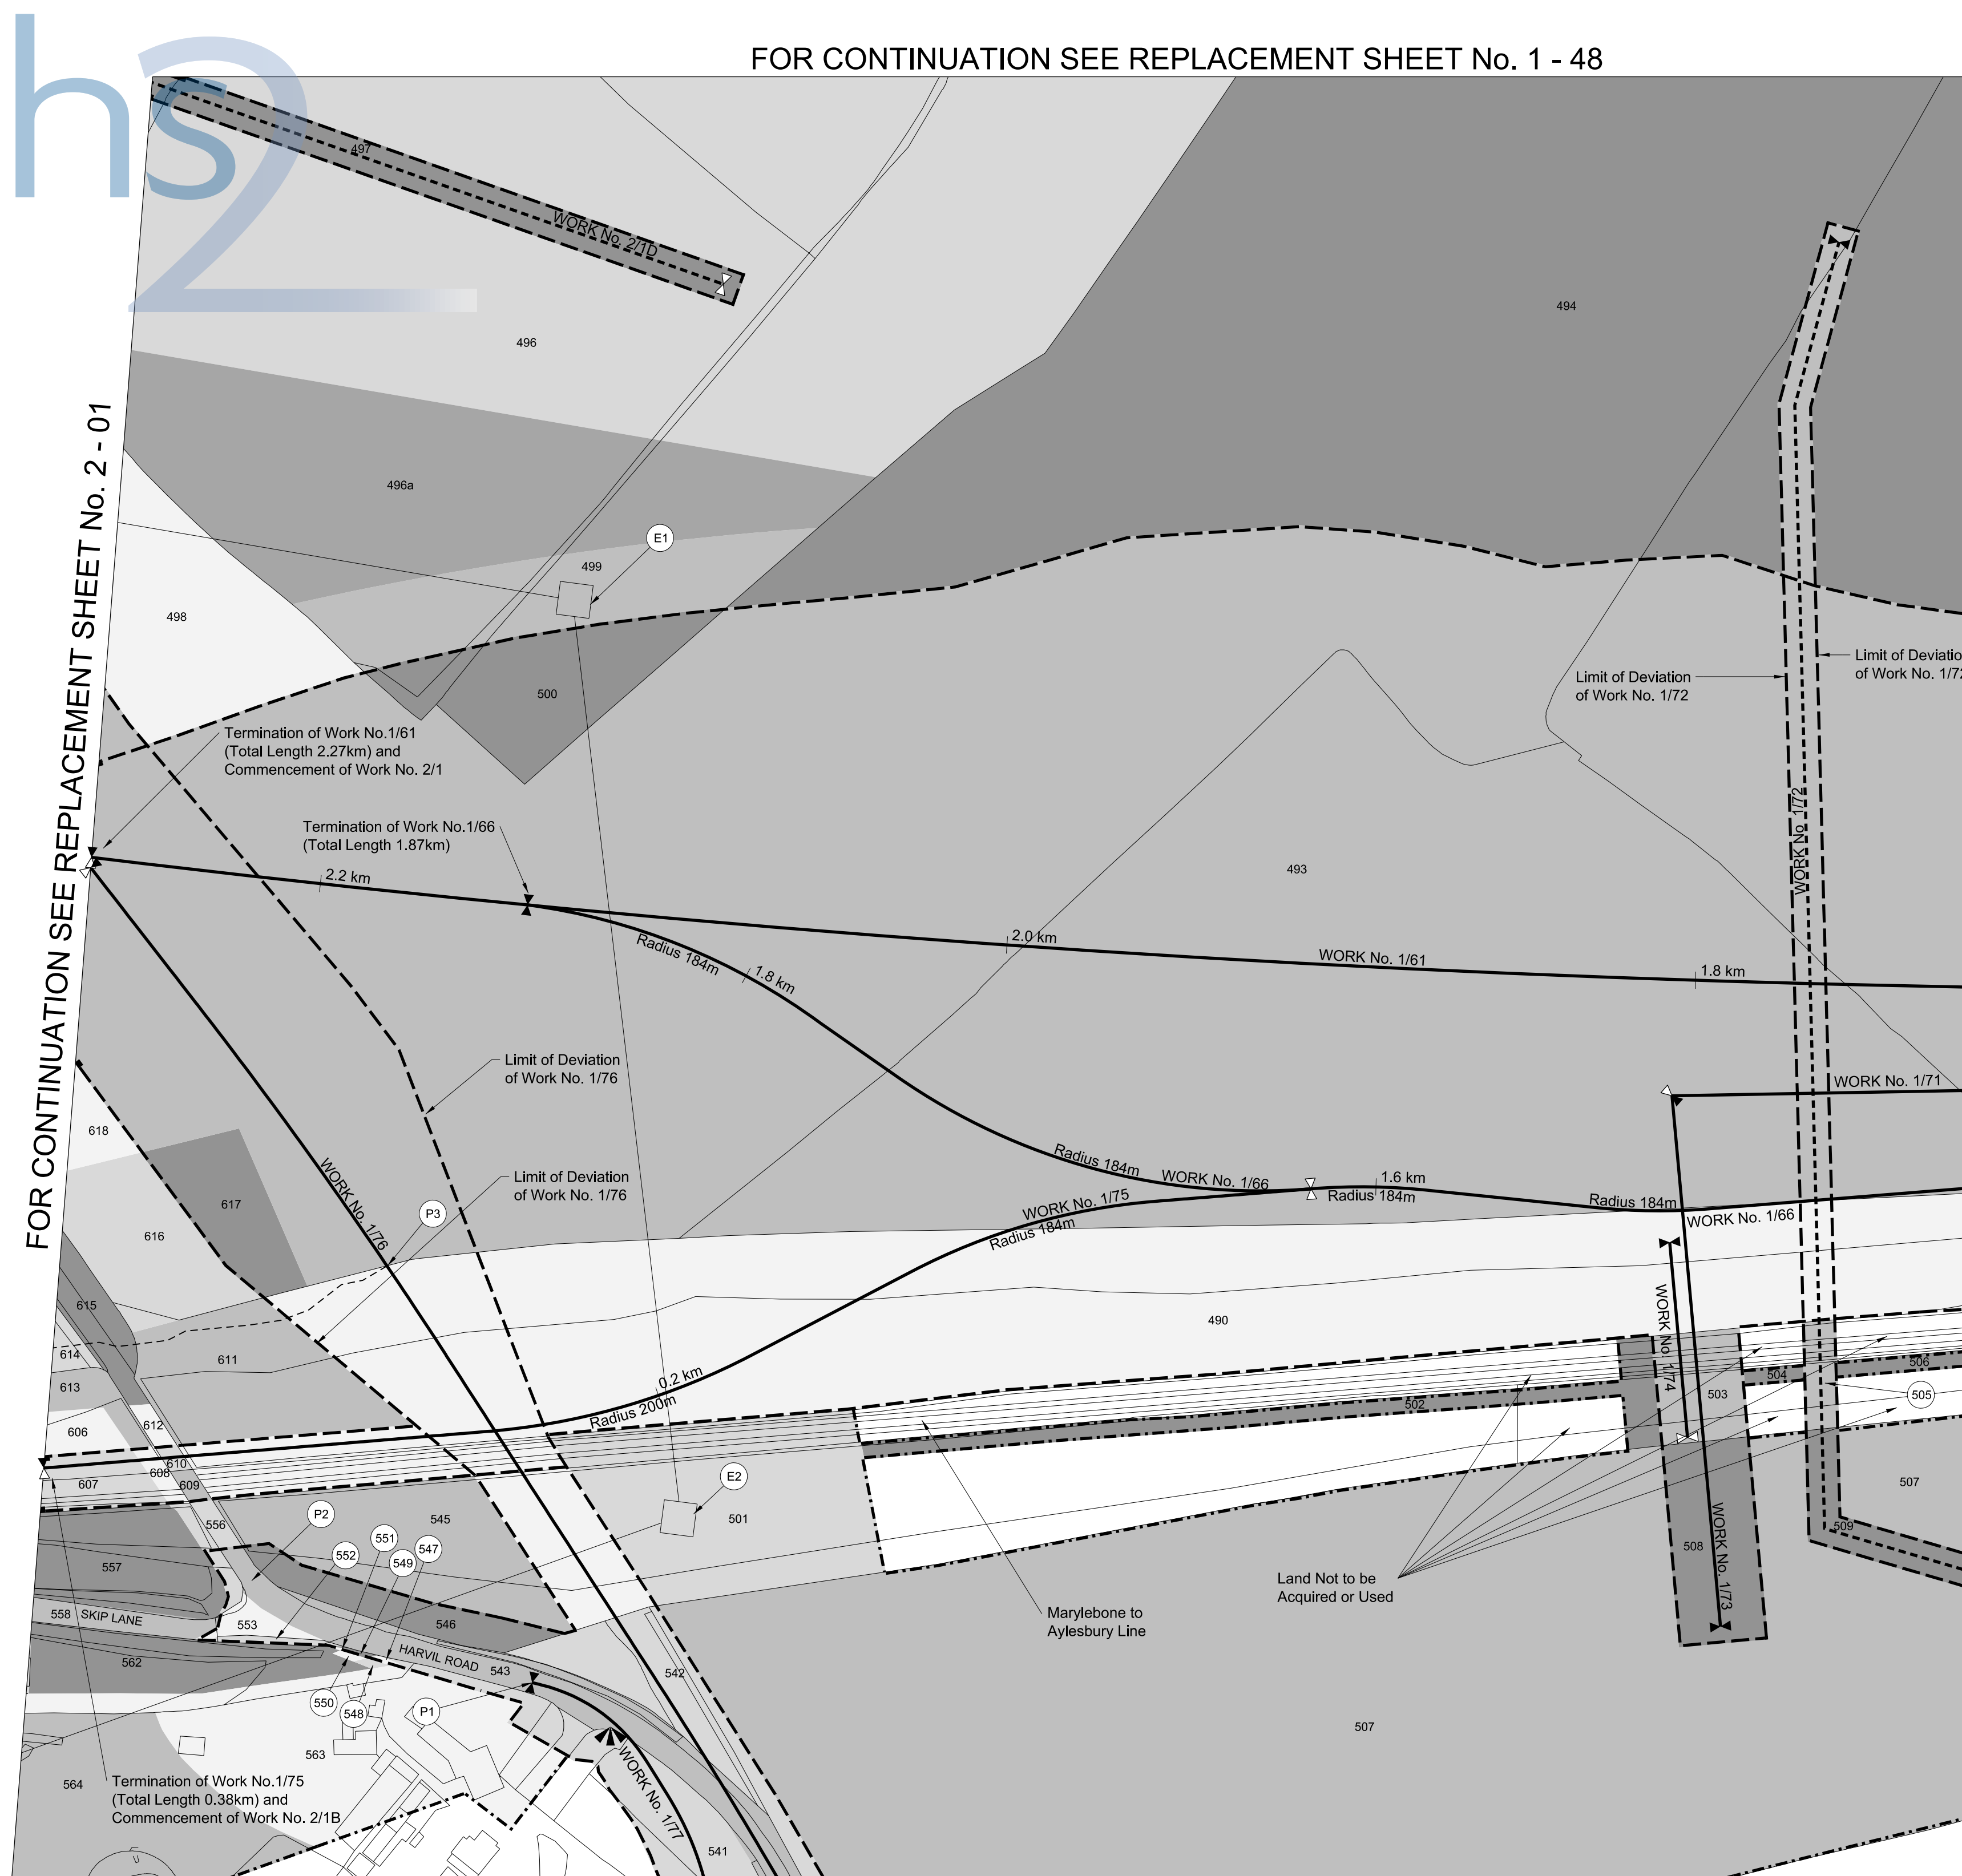 hs2
FOR CONTINUATION SEE REPLACEMENT SHEET No. 1 - 48
FOR CONTINUATION SEE REPLACEMENT SHEET No. 2 - 01
497
WORK No. 2/1D
496
494
496a
E1
499
498
500
Limit of Deviation
of Work No. 1/72
Limit of Deviatio
of Work No. 1/72
Termination of Work No.1/61
(Total Length 2.27km) and
Commencement of Work No. 2/1
Termination of Work No.1/66
(Total Length 1.87km)
WORK No. 1/72
493
2.2 km
2.0 km
WORK No. 1/61
1.8 km
Radius 184m
1.8 km
Limit of Deviation
of Work No. 1/76
WORK No. 1/71
618
Radius 184m
WORK No. 1/66
1.6 km
Limit of Deviation
of Work No. 1/76
WORK No. 1/76
617
WORK No. 1/75
Radius 184m
Radius 184m
P3
WORK No. 1/66
616
Radius 184m
615
490
WORK No. 1/74
614
611
613
0.2 km
Radius 200m
504
506
503
505
502
612
606
610
608
609
607
E2
507
501
545
P2
556
551
547
552
549
509
508
WORK No. 1/73
557
Land Not to be
Acquired or Used
558
SKIP LANE
553
546
Marylebone to
Aylesbury Line
HARVIL ROAD
543
542
562
550
548
P1
507
563
WORK No. 1/77
564
Termination of Work No.1/75
(Total Length 0.38km) and
Commencement of Work No. 2/1B
541
U